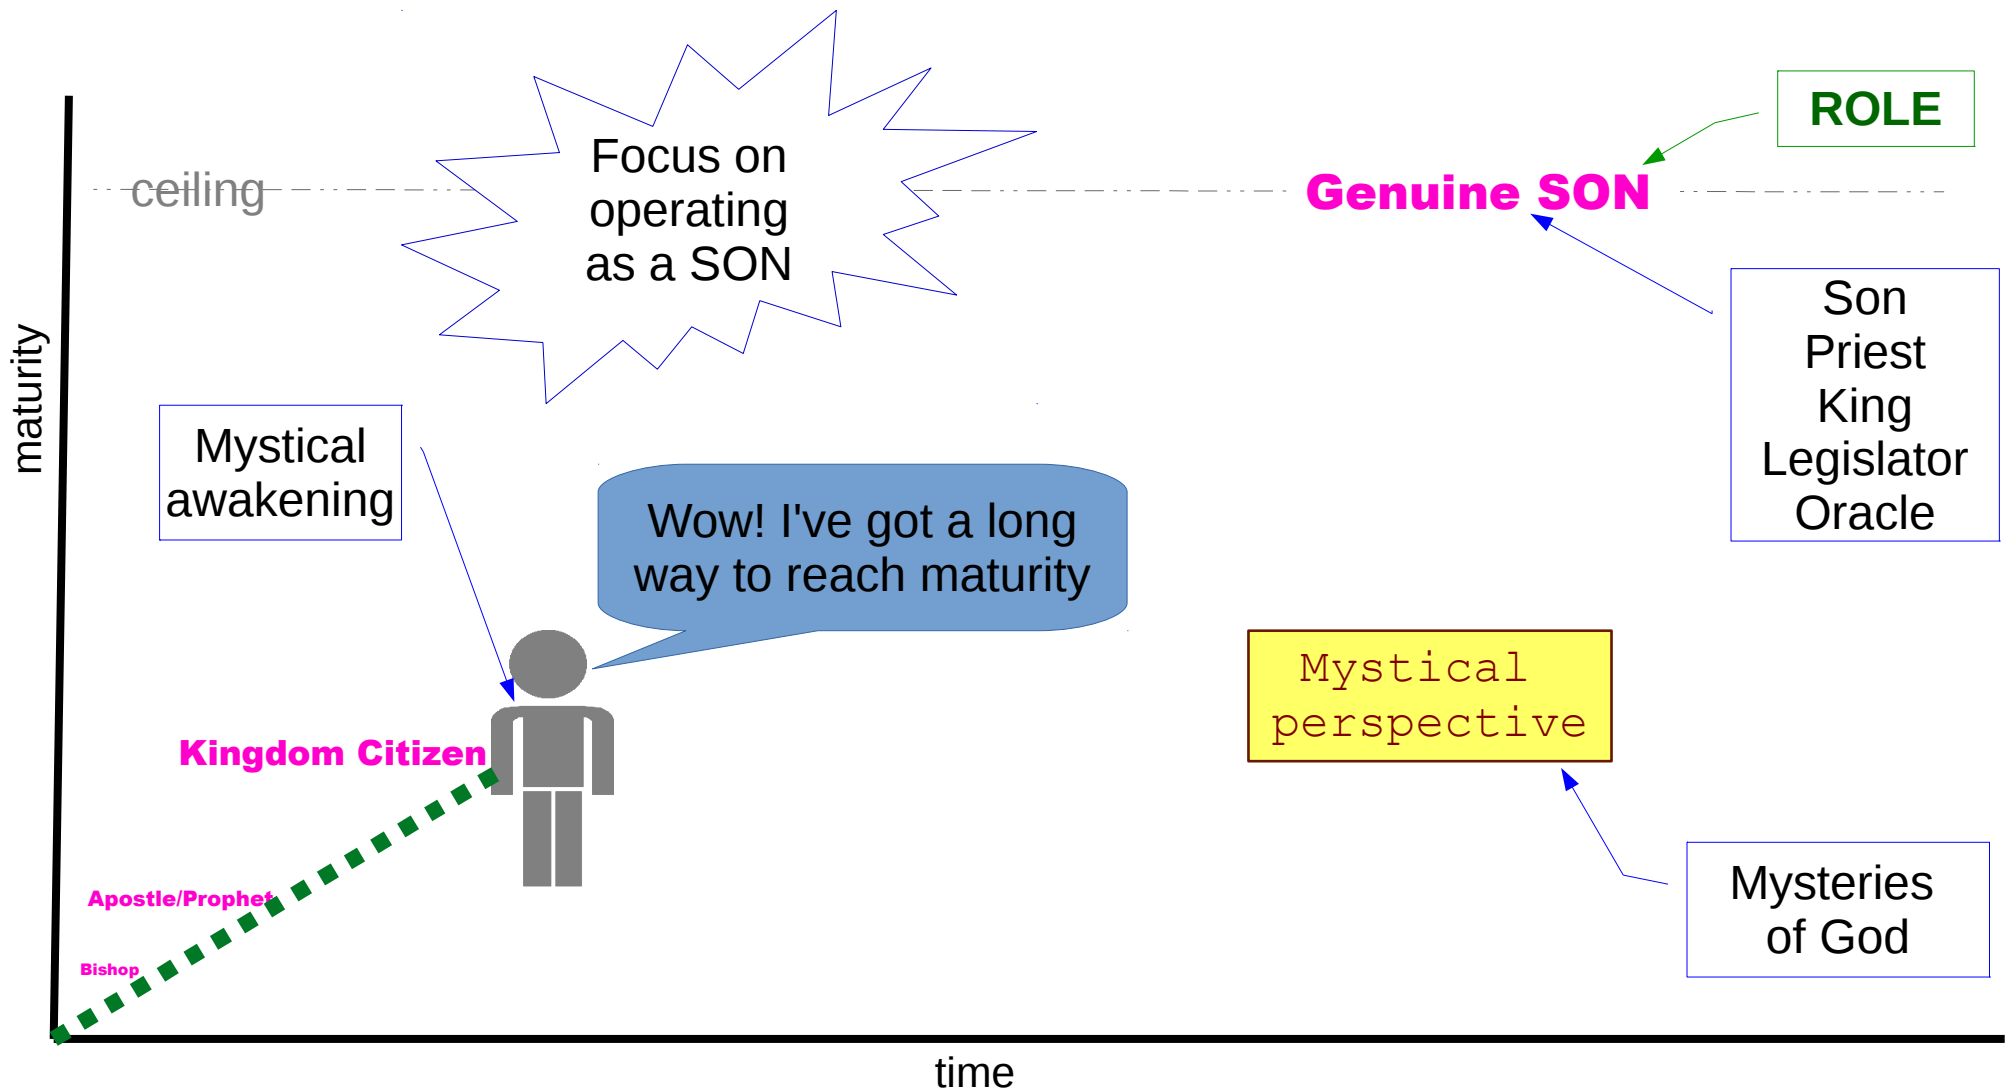 ROLE
Focus on
operating
as a SON
ceiling
Genuine SON
Son
Priest
King
Legislator
Oracle
maturity
Mystical
awakening
Wow! I've got a long
way to reach maturity
Mystical
perspective
Kingdom Citizen
Mysteries
of God
Apostle/Prophet
Bishop
time